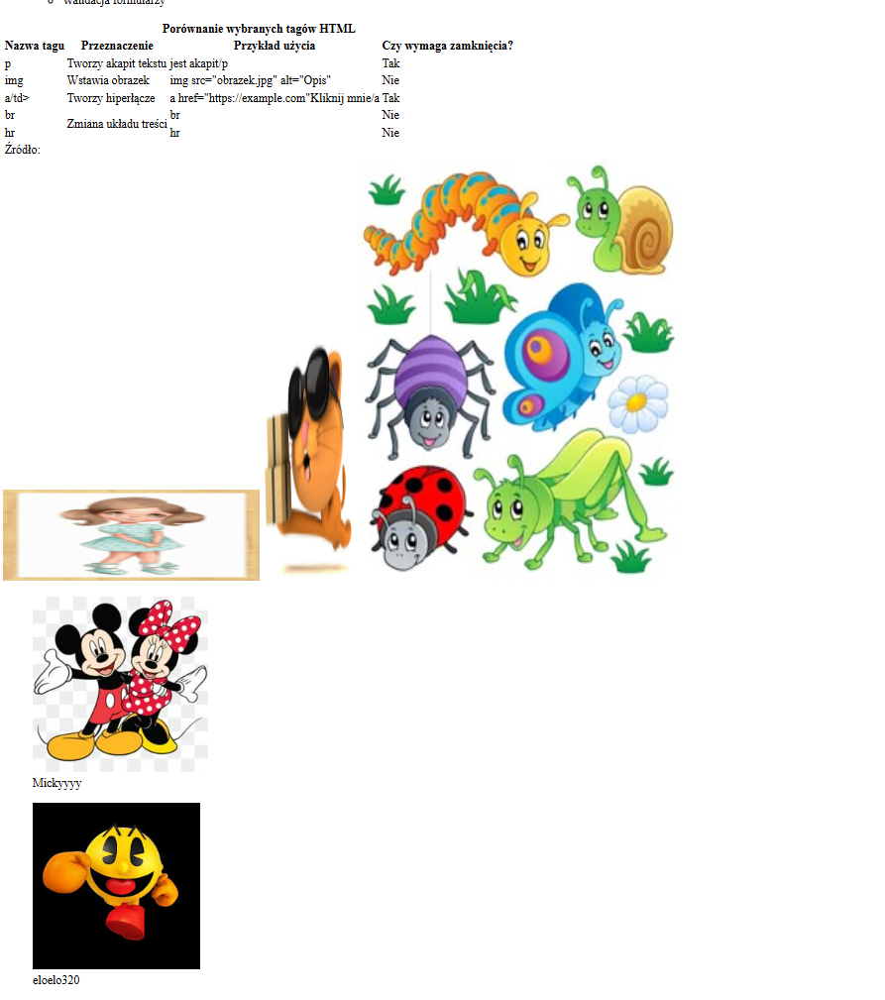 walidacja formularzy
Porównanie wybranych tagów HTML
Nazwa tagu Przeznaczenie Przykład użycia Czy wymaga zamknięcia?
p Tworzy akapit tekstu jest akapit/p Tak
img Wstawia obrazek img src="obrazek.jpg" alt="Opis" Nie
a/td> Tworzy hiperłącze a href="https://example.com"Kliknij mnie/a Tak
br Zmiana układu treści br Nie
hr hr Nie
Źródło:
Mickyyyy
eloelo320